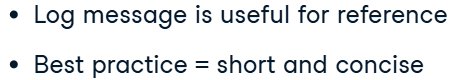 • Log message is useful for reference
• Best practice = short and concise